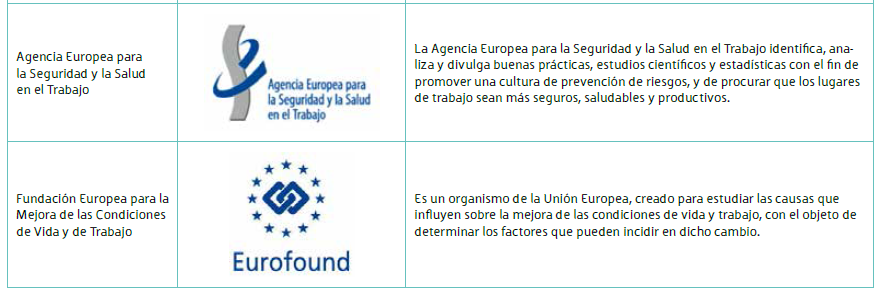 Agencia Europea para
la Seguridad y la Salud
en el Trabajo
Agencia Europea para
la Seguridad y la Salud
en el Trabajo
La Agencia Europea para la Seguridad y la Salud en el Trabajo identifica, ana-
liza y divulga buenas prácticas, estudios científicos y estadísticas con el fin de
promover una cultura de prevención de riesgos, y de procurar que los lugares
de trabajo sean más seguros, saludables y productivos.
Fundación Europea para la
Mejora de las Condiciones
de Vida y de Trabajo
Eurofound
Es un organismo de la Unión Europea, creado para estudiar las causas que
influyen sobre la mejora de las condiciones de vida y trabajo, con el objeto de
determinar los factores que pueden incidir en dicho cambio.